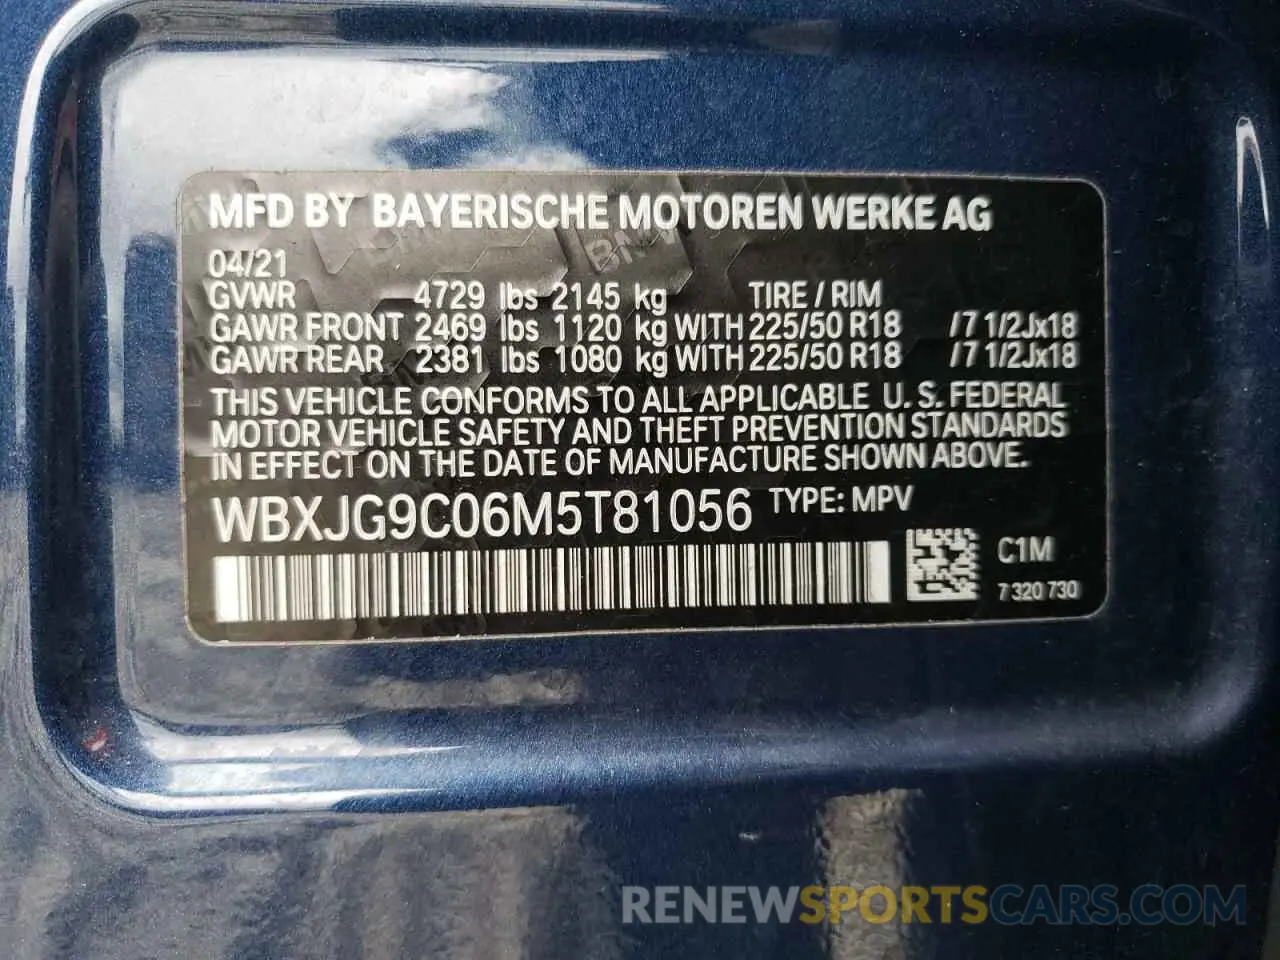 MFD BY BAYERISCHE MOTOREN WERKE AG
04/21
GVWR 4729 lbs 2145 kg TIRE / RIM
GAWR FRONT 2469 lbs 1120 kg WITH 225/50 R18 /7 1/2Jx18
GAWR REAR 2381 lbs 1080 kg WITH 225/50 R18 /7 1/2Jx18
THIS VEHICLE CONFORMS TO ALL APPLICABLE U. S. FEDERAL
MOTOR VEHICLE SAFETY AND THEFT PREVENTION STANDARDS
IN EFFECT ON THE DATE OF MANUFACTURE SHOWN ABOVE.
WBXJG9C06M5T81056 TYPE: MPV
C1M
7 320 730
RENEWSPORTSCARS.COM